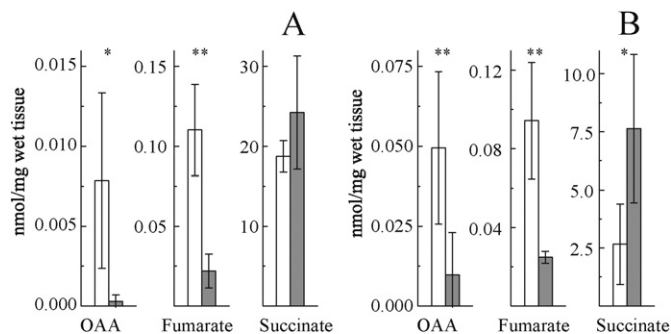 A
B
nmol/mg wet tissue
0.015
0.010
0.005
0.000
*
OAA
0.15
0.10
0.05
**
Fumarate
30
20
10
Succinate
nmol/mg wet tissue
0.075
0.050
0.025
0.000
**
OAA
0.12
0.08
0.04
**
Fumarate
10.0
7.5
5.0
2.5
*
Succinate